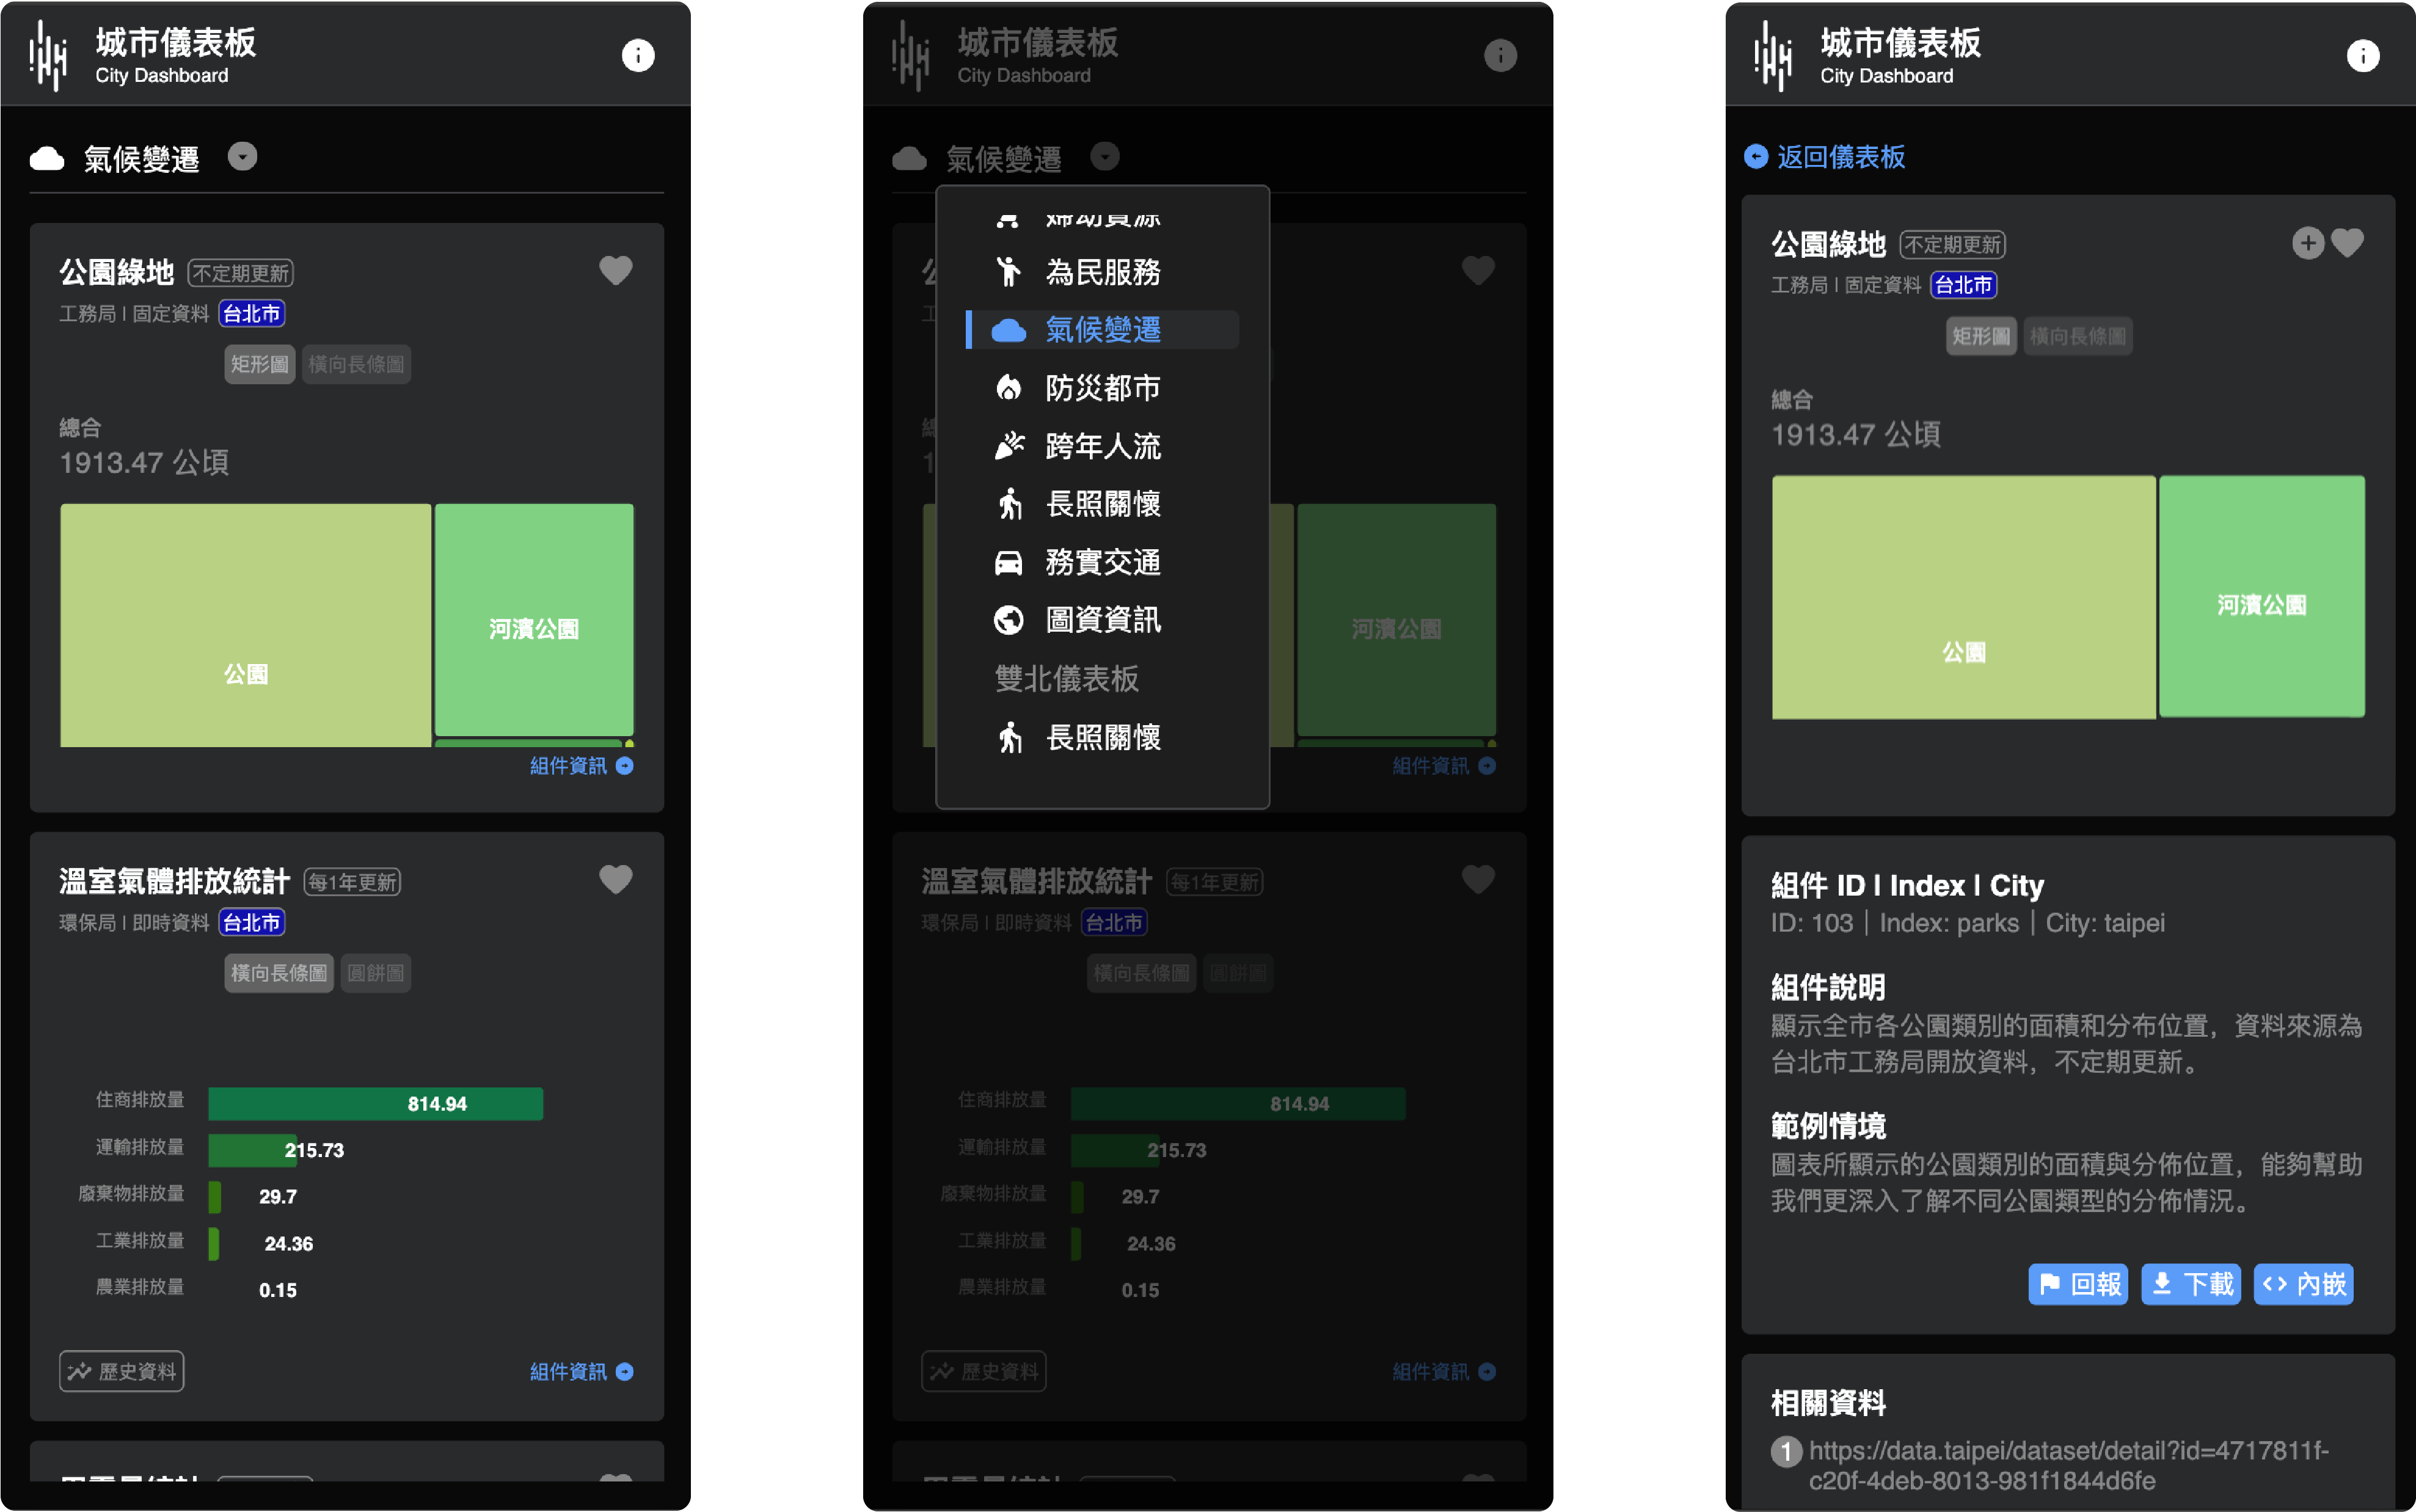 城市儀表板
City Dashboard
氣候變遷
公園綠地 不定期更新
工務局 | 固定資料 台北市
矩形圖 橫向長條圖
總合
1913.47 公頃
公園
河濱公園
組件資訊
溫室氣體排放統計 每1年更新
環保局 | 即時資料 台北市
橫向長條圖 圓餅圖
住商排放量 814.94
運輸排放量 215.73
廢棄物排放量 29.7
工業排放量 24.36
農業排放量 0.15
歷史資料 組件資訊
城市儀表板
City Dashboard
氣候變遷
婦幼資源
為民服務
氣候變遷
防災都市
跨年人流
長照關懷
務實交通
圖資資訊
雙北儀表板
長照關懷
河濱公園
組件資訊
溫室氣體排放統計 每1年更新
環保局 | 即時資料 台北市
橫向長條圖 圓餅圖
住商排放量 814.94
運輸排放量 215.73
廢棄物排放量 29.7
工業排放量 24.36
農業排放量 0.15
歷史資料 組件資訊
城市儀表板
City Dashboard
返回儀表板
公園綠地 不定期更新
工務局 | 固定資料 台北市
矩形圖 橫向長條圖
總合
1913.47 公頃
公園
河濱公園
組件 ID | Index | City
ID: 103｜Index: parks｜City: taipei
組件說明
顯示全市各公園類別的面積和分布位置，資料來源為
台北市工務局開放資料，不定期更新。
範例情境
圖表所顯示的公園類別的面積與分佈位置，能夠幫助
我們更深入了解不同公園類型的分佈情況。
回報 下載 內嵌
相關資料
1 https://data.taipei/dataset/detail?id=4717811f-
c20f-4deb-8013-981f1844d6fe